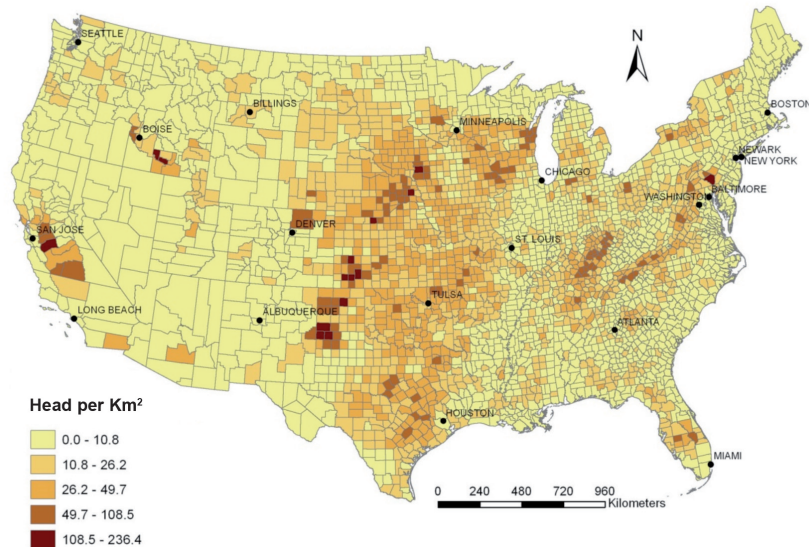 SEATTLE
N
BILLINGS
BOISE
MINNEAPOLIS
BOSTON
NEWARK
NEW YORK
CHICAGO
BALTIMORE
WASHINGTON
SAN JOSE
DENVER
ST. LOUIS
TULSA
LONG BEACH
ALBUQUERQUE
ATLANTA
HOUSTON
MIAMI
Head per Km²
0.0 - 10.8
10.8 - 26.2
26.2 - 49.7
49.7 - 108.5
108.5 - 236.4
0 240 480 720 960
Kilometers